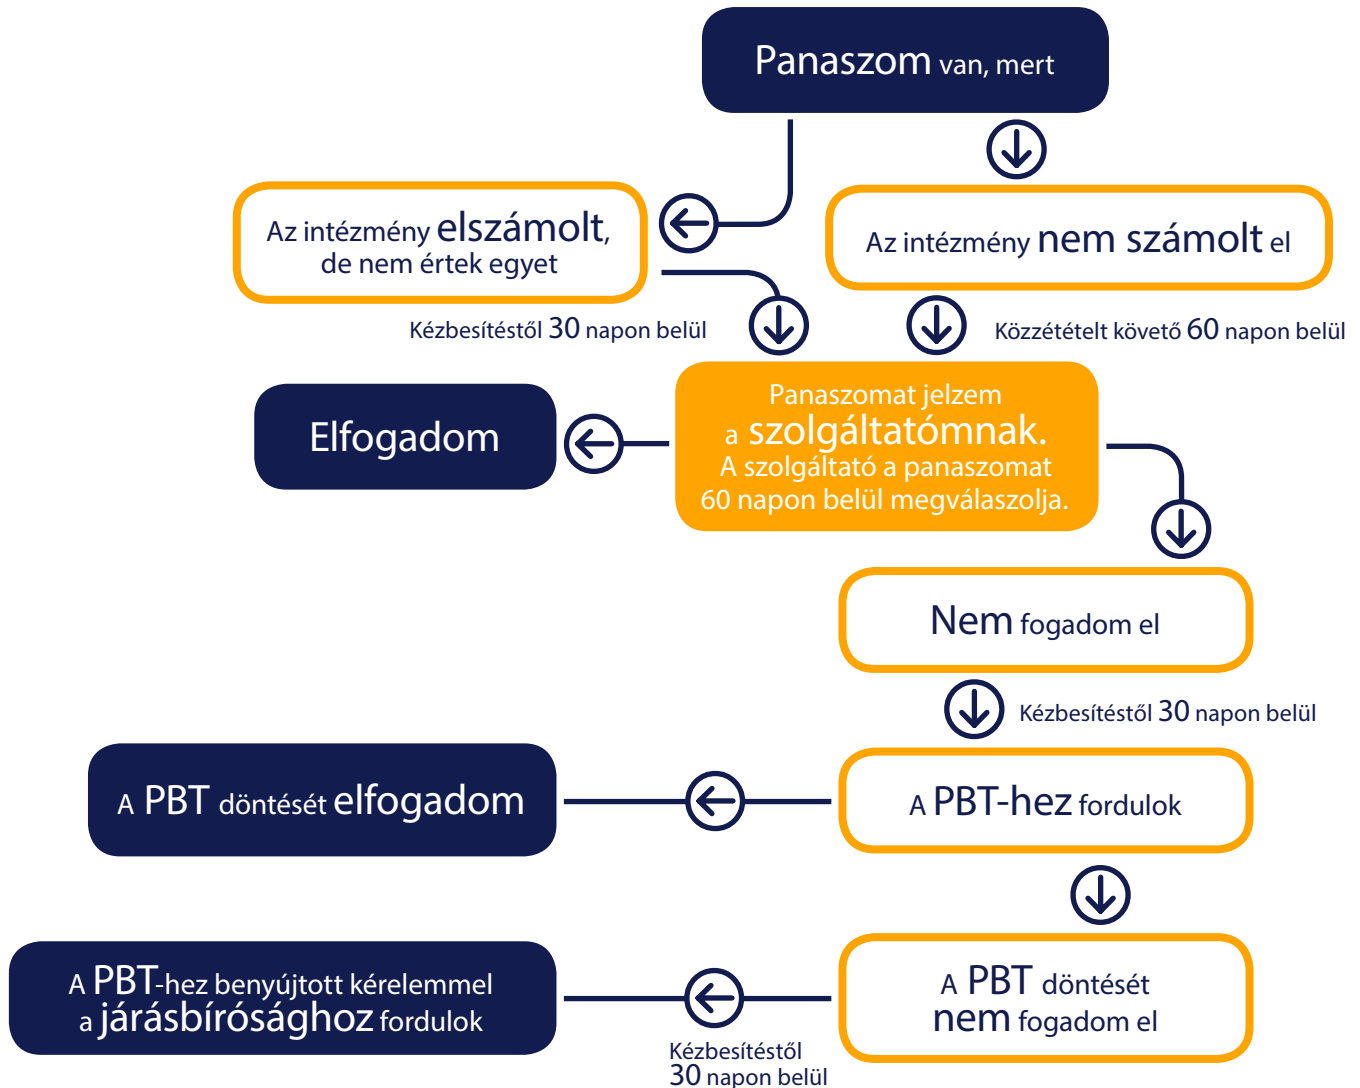 Panaszom van, mert
Az intézmény elszámolt,
de nem értek egyet
Az intézmény nem számolt el
Kézbesítéstől 30 napon belül
Közzétételt követő 60 napon belül
Elfogadom
Panaszomat jelzem
a szolgáltatómnak.
A szolgáltató a panaszomat
60 napon belül megválaszolja.
Nem fogadom el
Kézbesítéstől 30 napon belül
A PBT döntését elfogadom
A PBT-hez fordulok
A PBT-hez benyújtott kérelemmel
a járásbírósághoz fordulok
A PBT döntését
nem fogadom el
Kézbesítéstől
30 napon belül